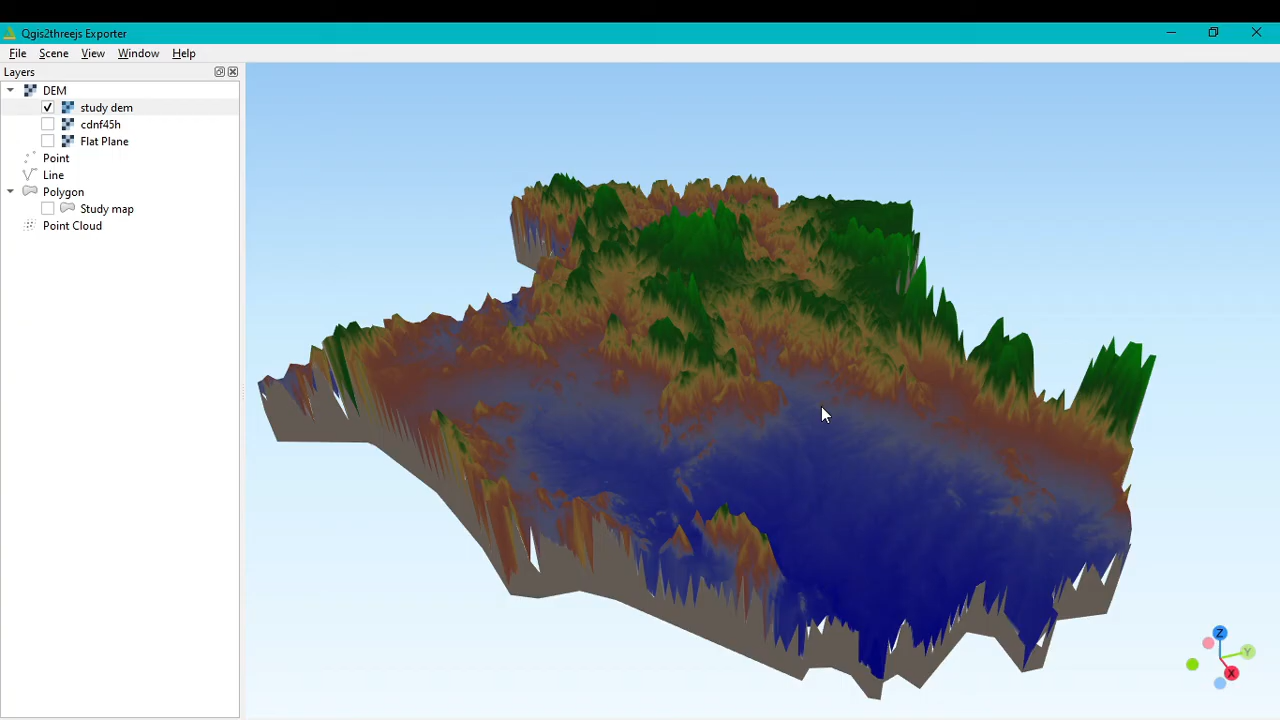 Qgis2threejs Exporter
File Scene View Window Help
Layers
DEM
study dem
cdnf45h
Flat Plane
Point
Line
Polygon
Study map
Point Cloud
Z
Y
X